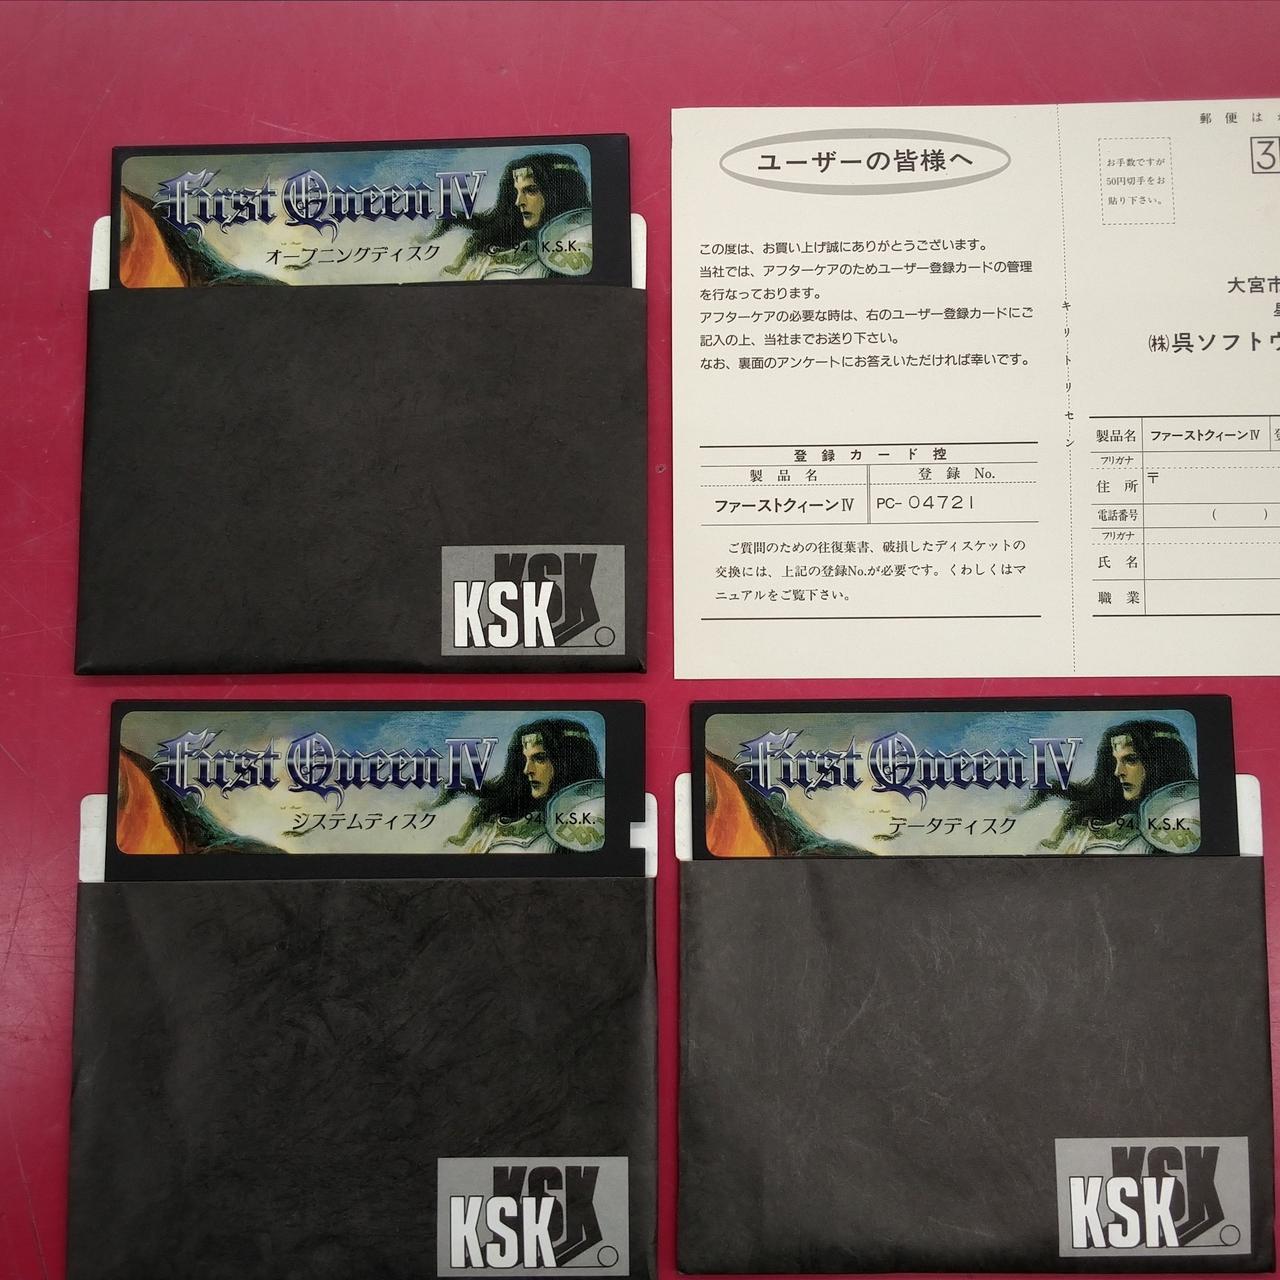 First Queen IV
オープニングディスク
© '94. K.S.K.
KSK
KSK
ユーザーの皆様へ
この度は、お買い上げ誠にありがとうございます。
当社では、アフターケアのためユーザー登録カードの管理
を行なっております。
アフターケアの必要な時は、右のユーザー登録カードにご
記入の上、当社までお送り下さい。
なお、裏面のアンケートにお答えいただければ幸いです。
登録カード控
製品名 登録 No.
ファーストクィーンⅣ PC-04721
ご質問のための往復葉書、破損したディスケットの
交換には、上記の登録No.が必要です。くわしくはマ
ニュアルをご覧下さい。
キリトリセン
郵便は
お手数ですが
50円切手をお
貼り下さい。
3
大宮市
㈱呉ソフトウ
製品名 ファーストクィーンⅣ
フリガナ
住所 〒
電話番号 ( )
フリガナ
氏名
職業
First Queen IV
システムディスク
© '94. K.S.K.
KSK
KSK
First Queen IV
データディスク
© '94. K.S.K.
KSK
KSK